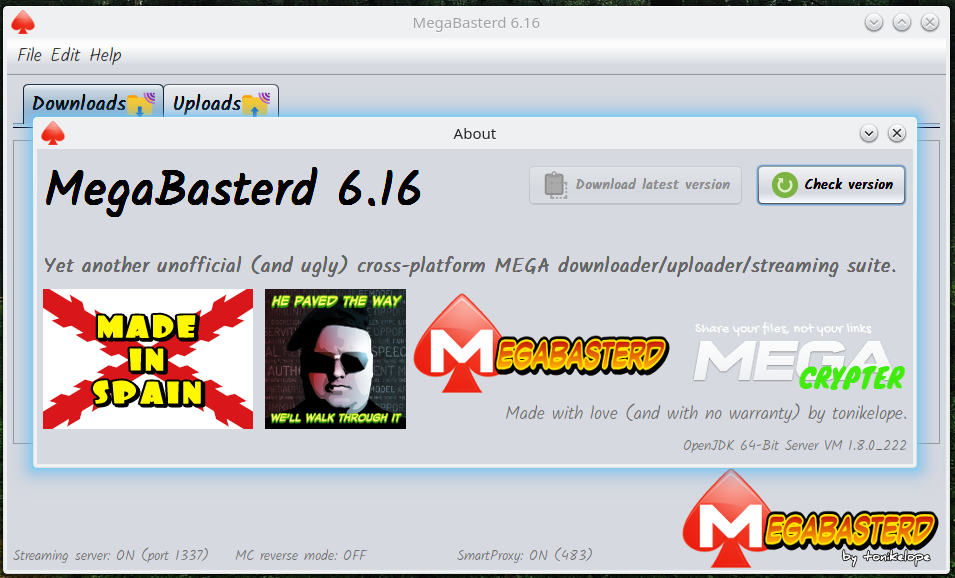 MegaBasterd 6.16
File Edit Help
Downloads Uploads
About
MegaBasterd 6.16
Download latest version
Check version
Yet another unofficial (and ugly) cross-platform MEGA downloader/uploader/streaming suite.
MADE
IN
SPAIN
HE PAVED THE WAY
WE'LL WALK THROUGH IT
MEGABASTERD
Share your files, not your links
MEGA
CRYPTER
Made with love (and with no warranty) by tonikelope.
OpenJDK 64-Bit Server VM 1.8.0_222
MEGABASTERD
by tonikelope
Streaming server: ON (port 1337) MC reverse mode: OFF SmartProxy: ON (483)